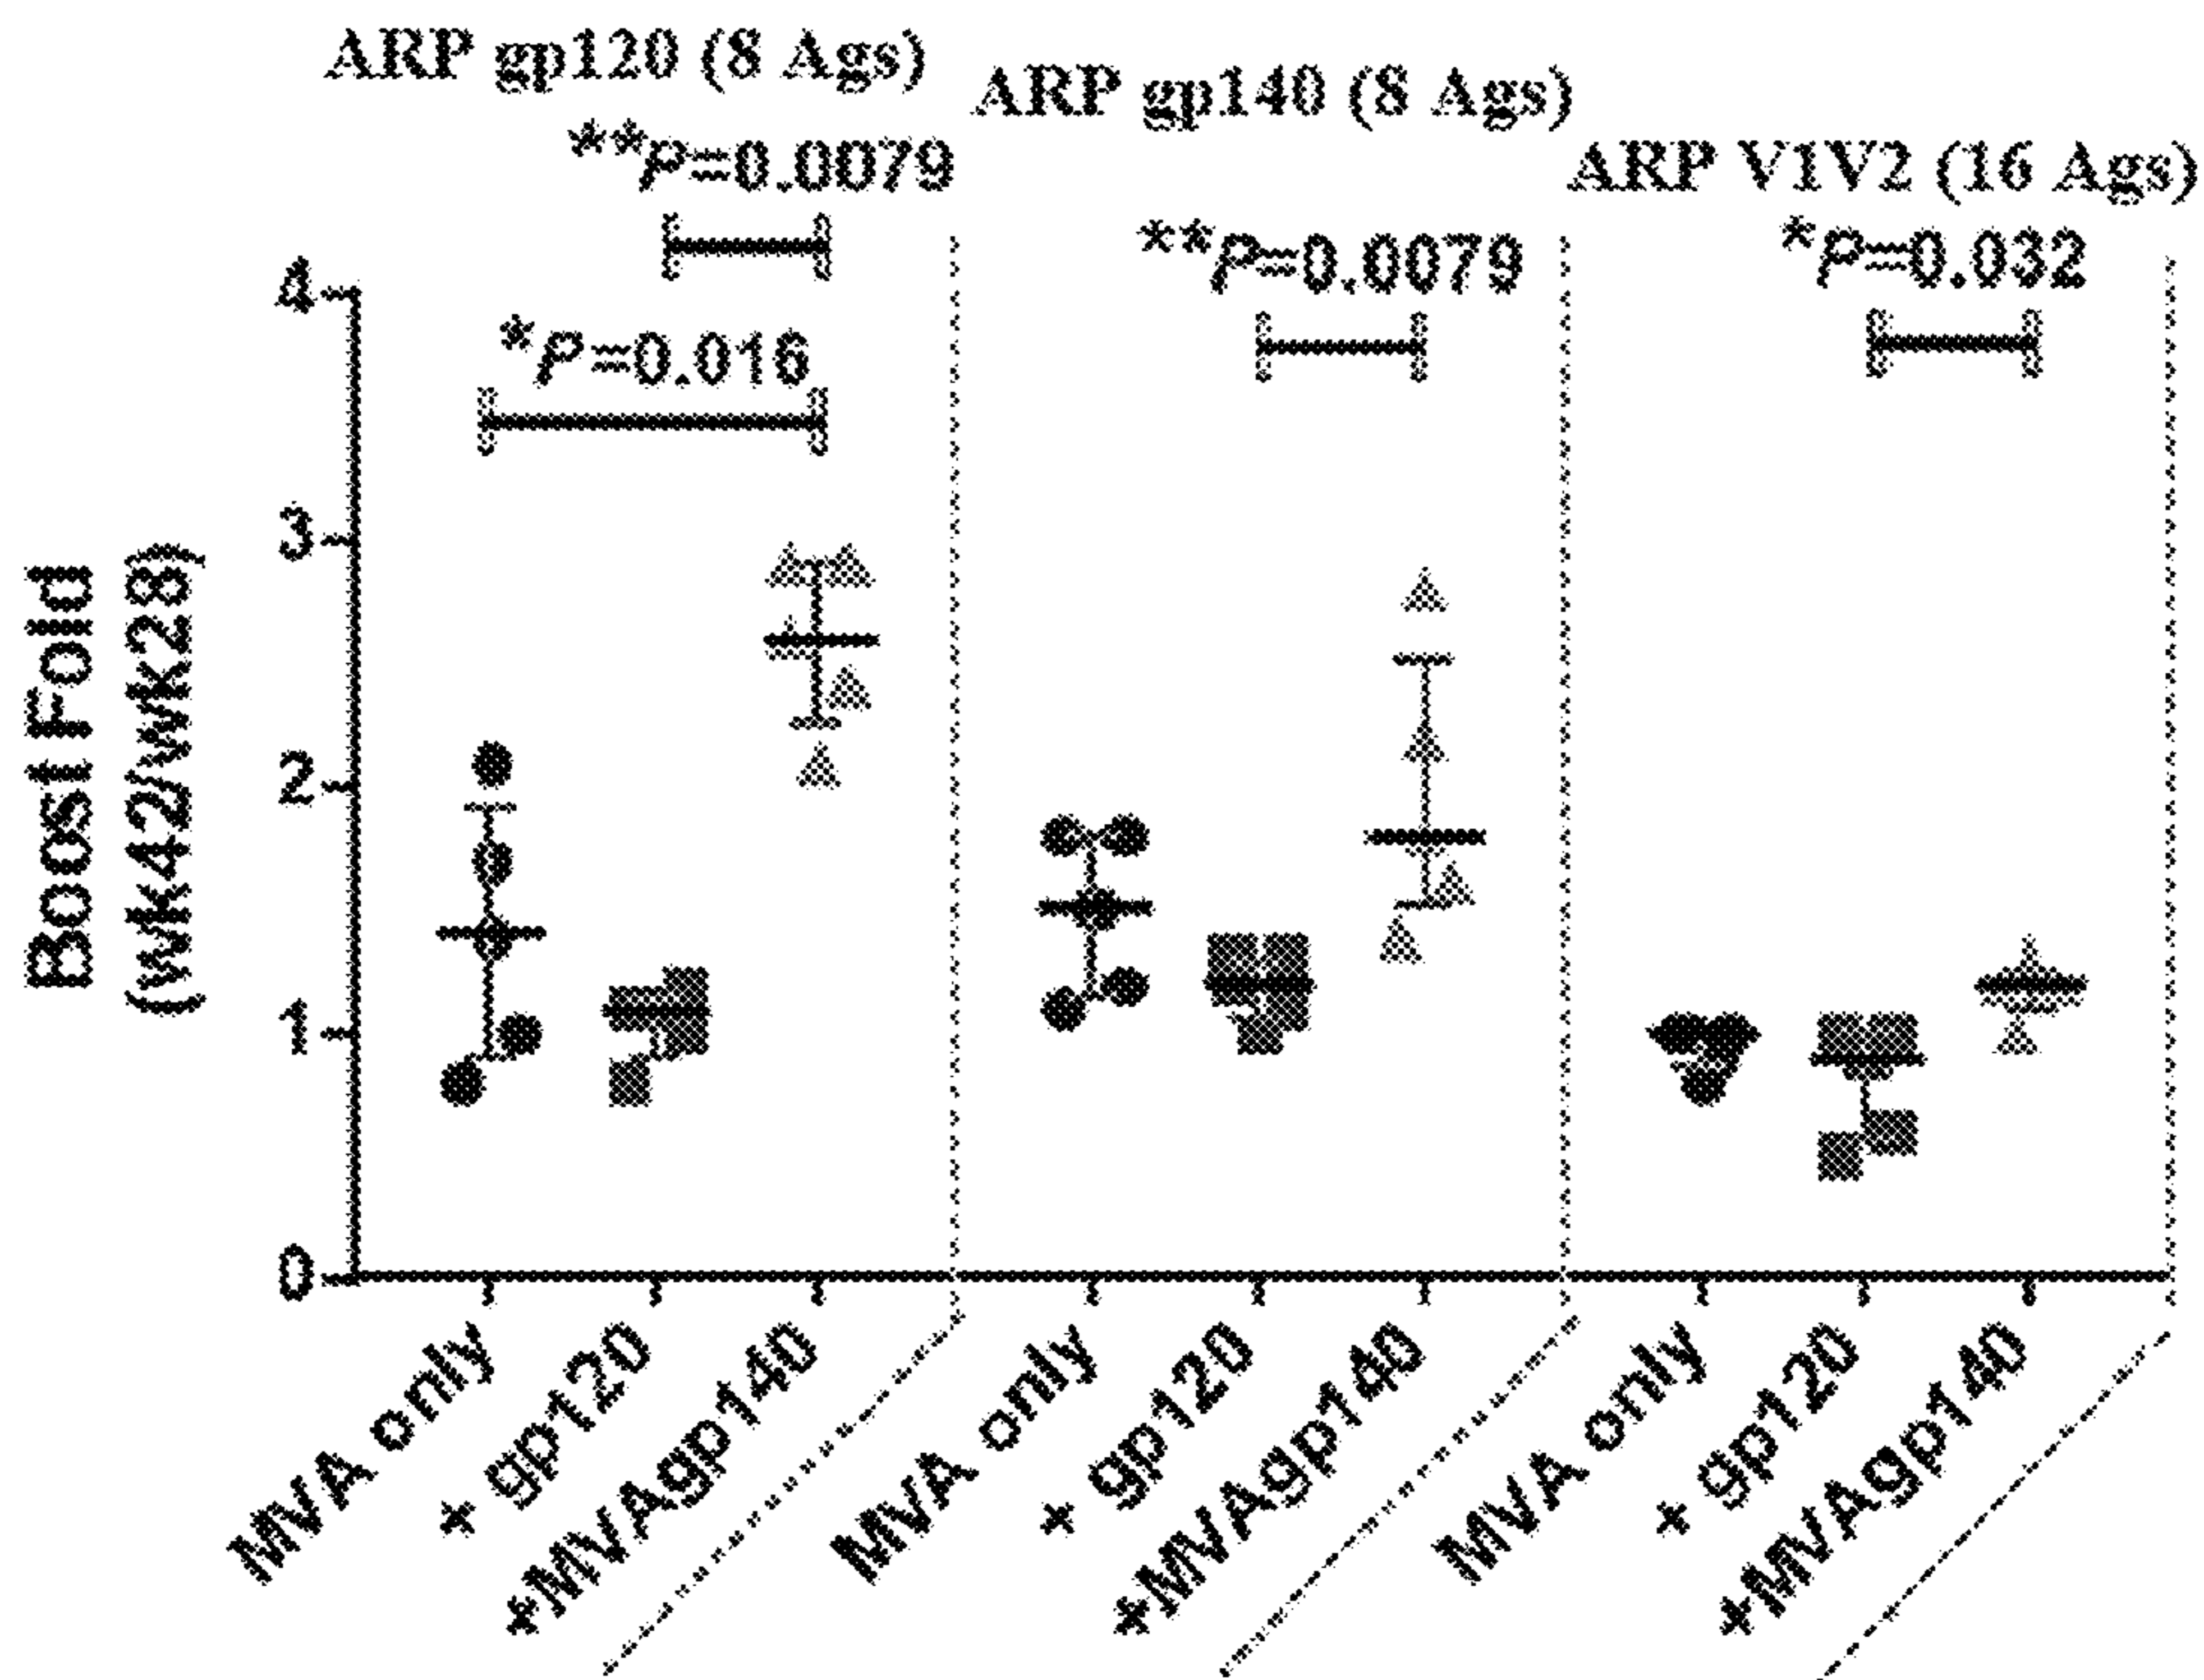 ARP gp120 (8 Ags)
ARP gp140 (8 Ags)
ARP V1V2 (16 Ags)
**P=0.0079
**P=0.0079
*P=0.032
*P=0.016
Boost Fold
(wk42/wk28)
4
3
2
1
0
MVA only
+ gp120
+MVAgp140
MVA only
+ gp120
+MVAgp140
MVA only
+ gp120
+MVAgp140